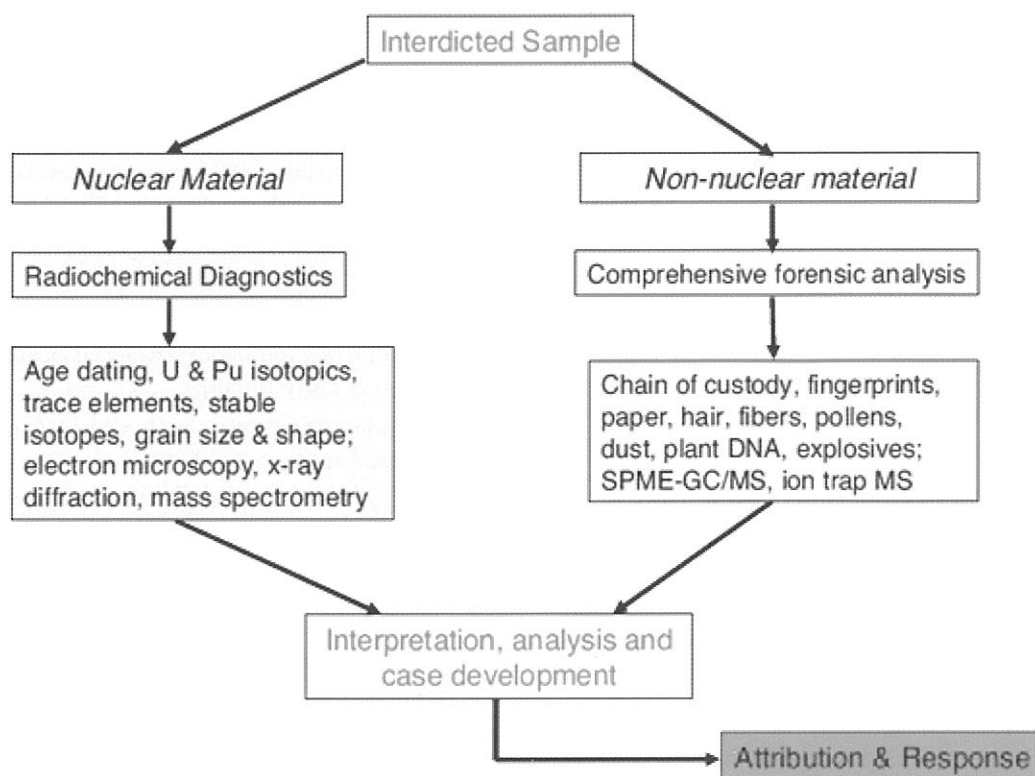 Interdicted Sample
Nuclear Material
Non-nuclear material
Radiochemical Diagnostics
Comprehensive forensic analysis
Age dating, U & Pu isotopics,
trace elements, stable
isotopes, grain size & shape;
electron microscopy, x-ray
diffraction, mass spectrometry
Chain of custody, fingerprints,
paper, hair, fibers, pollens,
dust, plant DNA, explosives;
SPME-GC/MS, ion trap MS
Interpretation, analysis and
case development
Attribution & Response